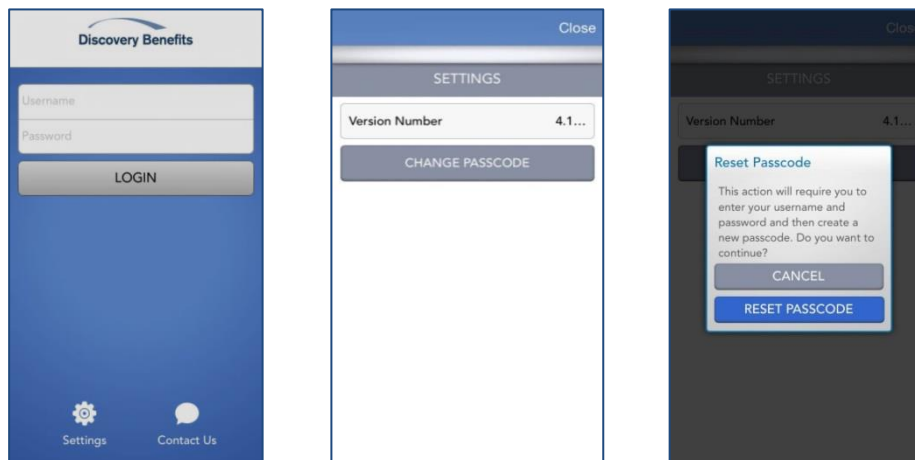 Discovery Benefits
Username
Password
LOGIN
Settings
Contact Us
Close
SETTINGS
Version Number 4.1...
CHANGE PASSCODE
Clos
SETTINGS
Version Number 4.1...
Reset Passcode
This action will require you to
enter your username and
password and then create a
new passcode. Do you want to
continue?
CANCEL
RESET PASSCODE